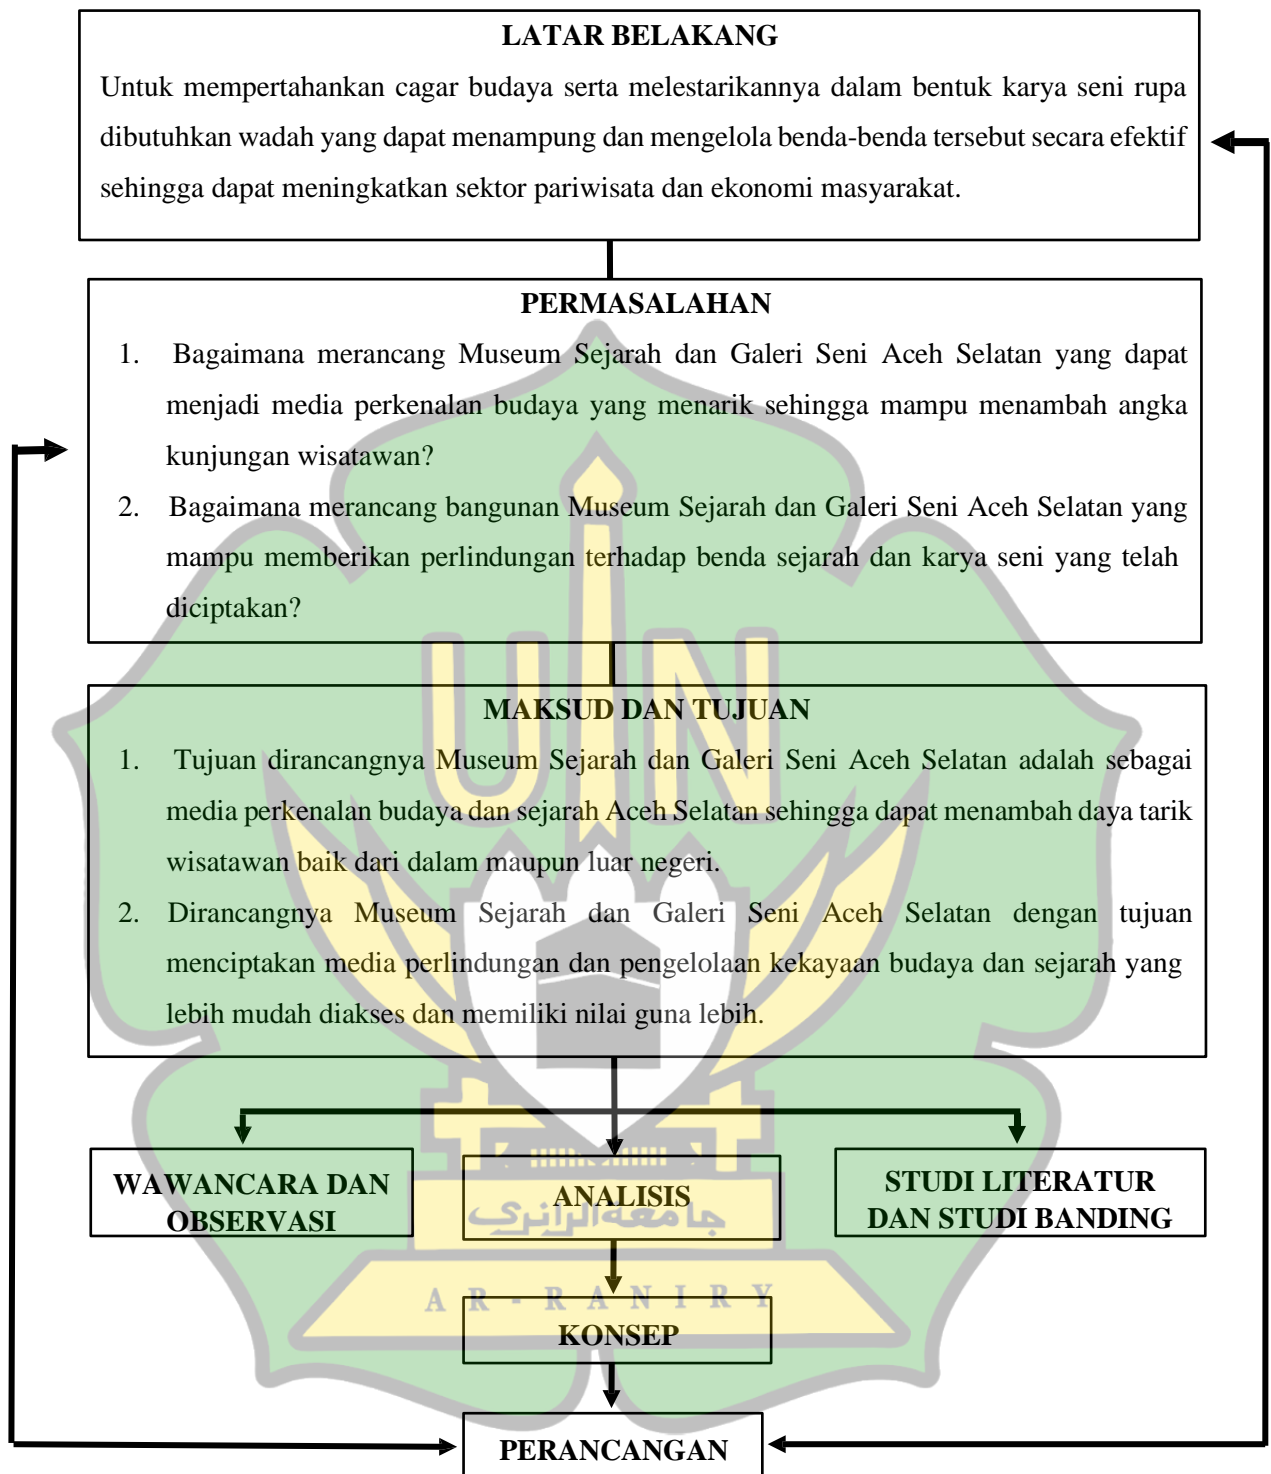 LATAR BELAKANG
Untuk mempertahankan cagar budaya serta melestarikannya dalam bentuk karya seni rupa
dibutuhkan wadah yang dapat menampung dan mengelola benda-benda tersebut secara efektif
sehingga dapat meningkatkan sektor pariwisata dan ekonomi masyarakat.
PERMASALAHAN
1. Bagaimana merancang Museum Sejarah dan Galeri Seni Aceh Selatan yang dapat
menjadi media perkenalan budaya yang menarik sehingga mampu menambah angka
kunjungan wisatawan?
2. Bagaimana merancang bangunan Museum Sejarah dan Galeri Seni Aceh Selatan yang
mampu memberikan perlindungan terhadap benda sejarah dan karya seni yang telah
diciptakan?
UIN
MAKSUD DAN TUJUAN
1. Tujuan dirancangnya Museum Sejarah dan Galeri Seni Aceh Selatan adalah sebagai
media perkenalan budaya dan sejarah Aceh Selatan sehingga dapat menambah daya tarik
wisatawan baik dari dalam maupun luar negeri.
2. Dirancangnya Museum Sejarah dan Galeri Seni Aceh Selatan dengan tujuan
menciptakan media perlindungan dan pengelolaan kekayaan budaya dan sejarah yang
lebih mudah diakses dan memiliki nilai guna lebih.
WAWANCARA DAN
OBSERVASI
ANALISIS
STUDI LITERATUR
DAN STUDI BANDING
جامعة الرانري
AR-RANIRY
KONSEP
PERANCANGAN